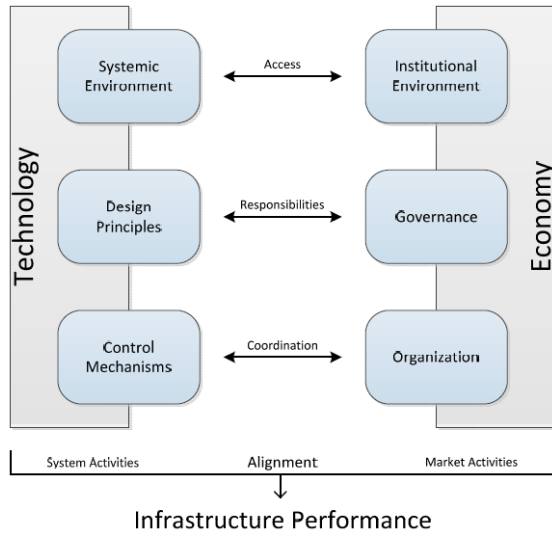 Systemic
Environment
Access
Institutional
Environment
Technology
Design
Principles
Responsibilities
Governance
Economy
Control
Mechanisms
Coordination
Organization
System Activities
Alignment
Market Activities
Infrastructure Performance